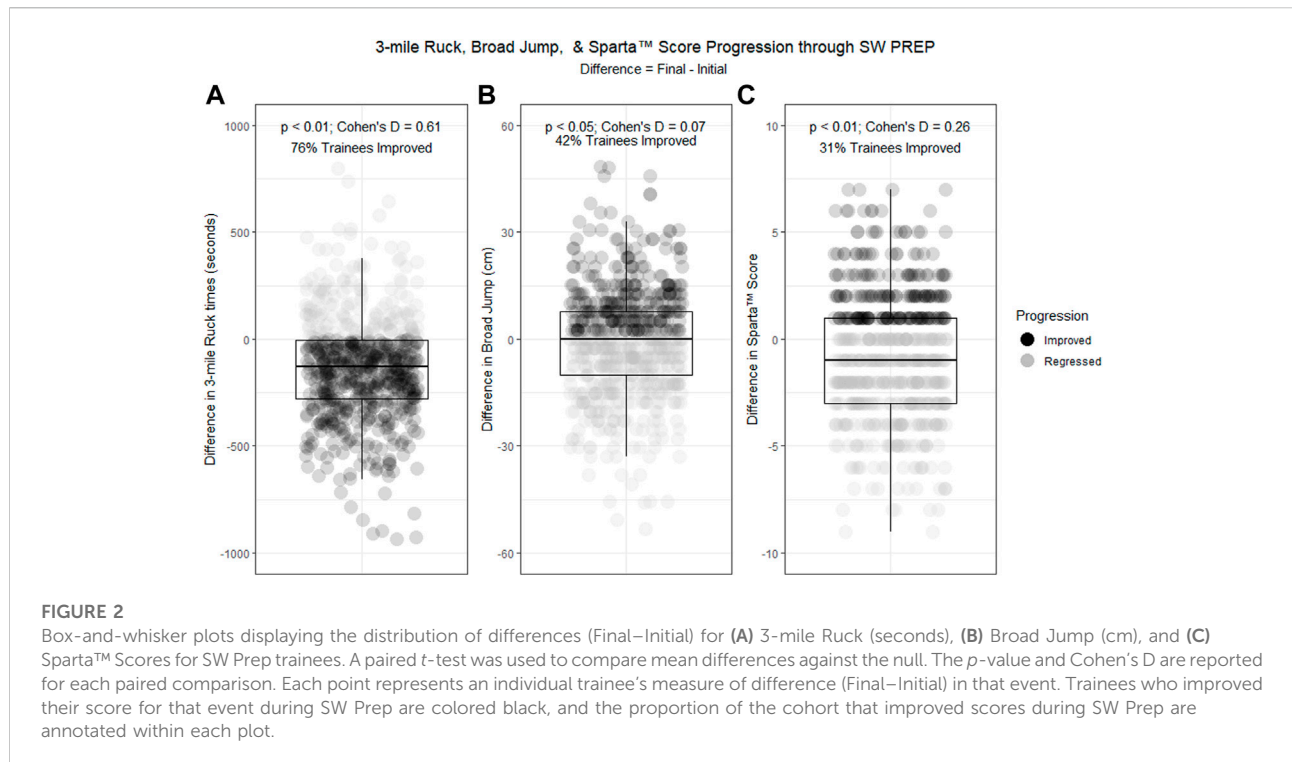 3-mile Ruck, Broad Jump, & Sparta™ Score Progression through SW PREP
Difference = Final - Initial
A
p < 0.01; Cohen's D = 0.61
76% Trainees Improved
Difference in 3-mile Ruck times (seconds)
1000
500
0
-500
-1000
B
p < 0.05; Cohen's D = 0.07
42% Trainees Improved
Difference in Broad Jump (cm)
60
30
0
-30
-60
C
p < 0.01; Cohen's D = 0.26
31% Trainees Improved
Difference in Sparta™ Score
10
5
0
-5
-10
Progression
Improved
Regressed
FIGURE 2
Box-and-whisker plots displaying the distribution of differences (Final–Initial) for (A) 3-mile Ruck (seconds), (B) Broad Jump (cm), and (C)
Sparta™ Scores for SW Prep trainees. A paired t-test was used to compare mean differences against the null. The p-value and Cohen's D are reported
for each paired comparison. Each point represents an individual trainee's measure of difference (Final–Initial) in that event. Trainees who improved
their score for that event during SW Prep are colored black, and the proportion of the cohort that improved scores during SW Prep are
annotated within each plot.